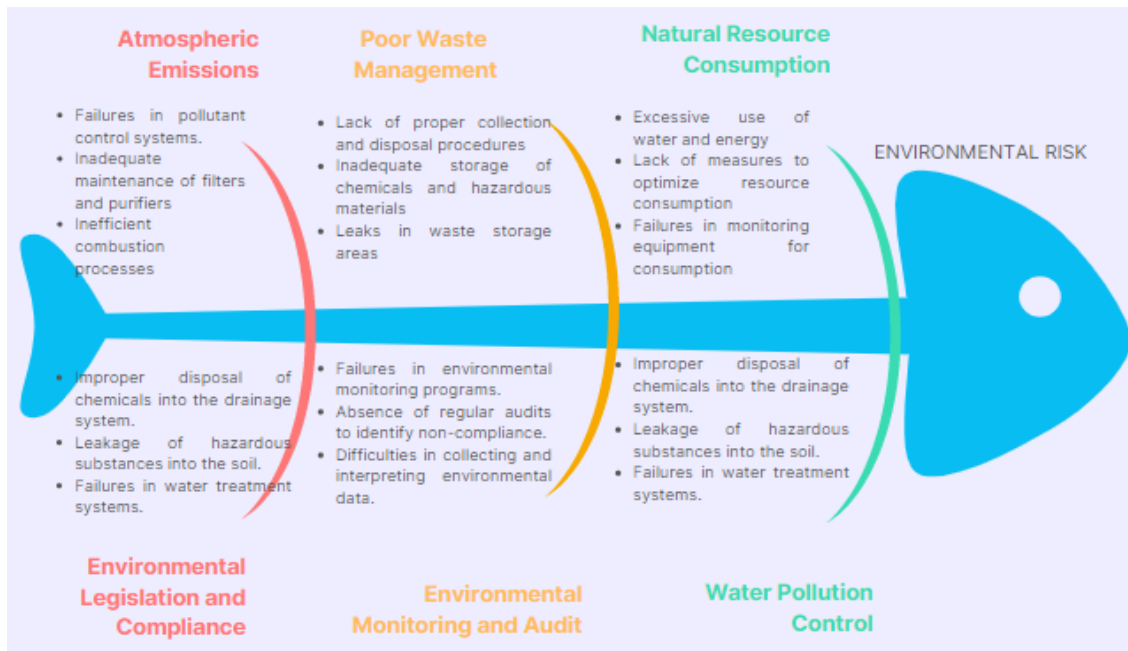 Atmospheric
Emissions
• Failures in pollutant
control systems.
• Inadequate
maintenance of filters
and purifiers
• Inefficient
combustion
processes
Poor Waste
Management
• Lack of proper collection
and disposal procedures
• Inadequate storage of
chemicals and hazardous
materials
• Leaks in waste storage
areas
Natural Resource
Consumption
• Excessive use of
water and energy
• Lack of measures to
optimize resource
consumption
• Failures in monitoring
equipment for
consumption
ENVIRONMENTAL RISK
• Improper disposal of
chemicals into the drainage
system.
• Leakage of hazardous
substances into the soil.
• Failures in water treatment
systems.
Environmental
Legislation and
Compliance
• Failures in environmental
monitoring programs.
• Absence of regular audits
to identify non-compliance.
• Difficulties in collecting and
interpreting environmental
data.
Environmental
Monitoring and Audit
• Improper disposal of
chemicals into the drainage
system.
• Leakage of hazardous
substances into the soil.
• Failures in water treatment
systems.
Water Pollution
Control